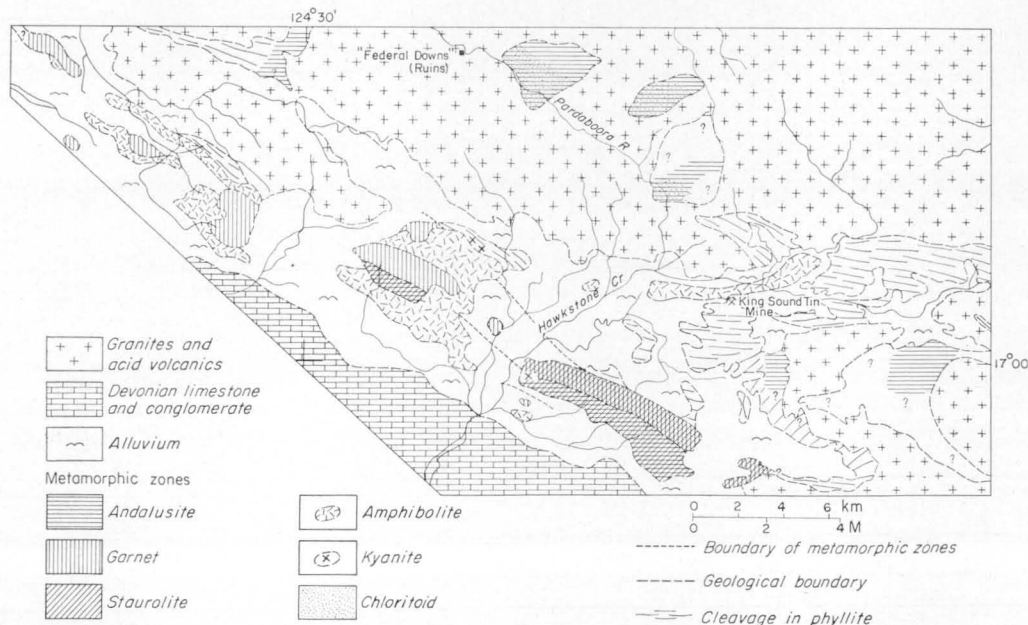 124°30'
"Federal Downs"
(Ruins)
Pardaboora R
Hawkstone Cr
King Sound Tin
Mine
17°00'
?
?
?
?
?
?
?
?
?
?
Granites and
acid volcanics
Devonian limestone
and conglomerate
Alluvium
Metamorphic zones
Andalusite
Garnet
Staurolite
Amphibolite
Kyanite
Chloritoid
0 2 4 6 km
0 2 4 M
Boundary of metamorphic zones
Geological boundary
Cleavage in phyllite